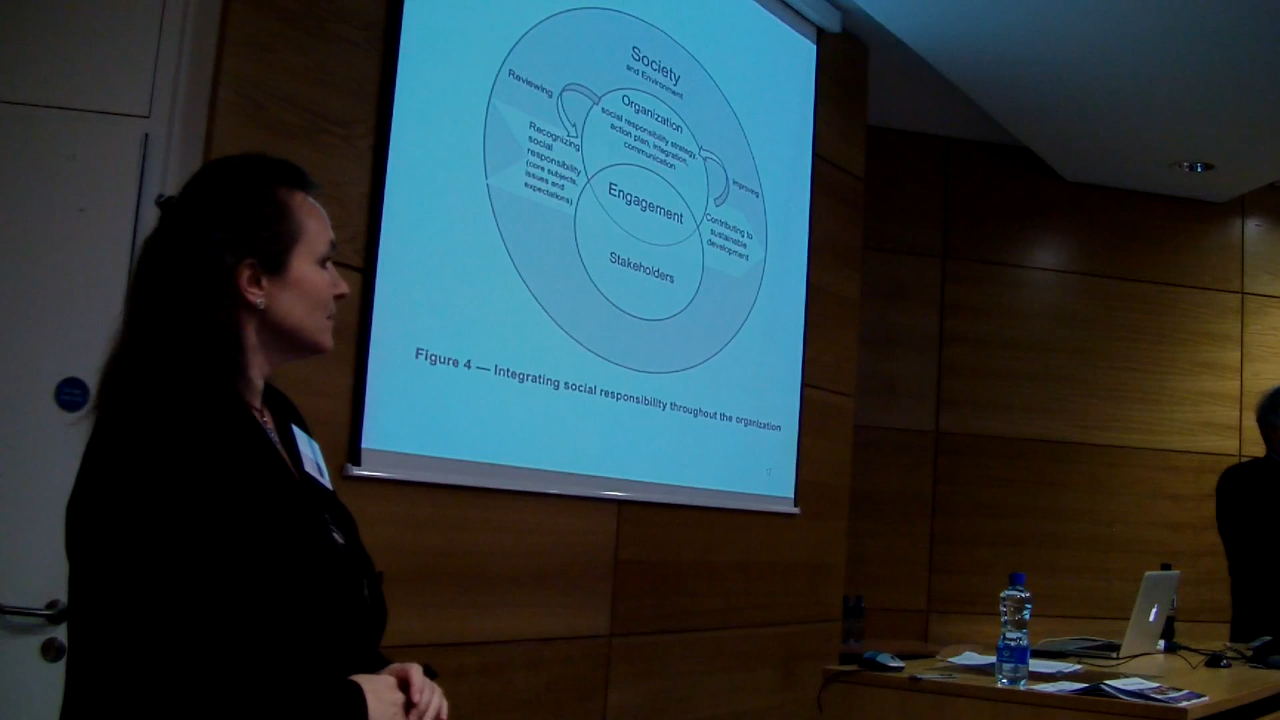 Society
and Environment
Reviewing
Organization
social responsibility strategy,
action plan, integration,
communication
Recognizing
social
responsibility
(core subjects,
issues and
expectations)
Improving
Engagement
Contributing to
sustainable
development
Stakeholders
Figure 4 — Integrating social responsibility throughout the organization